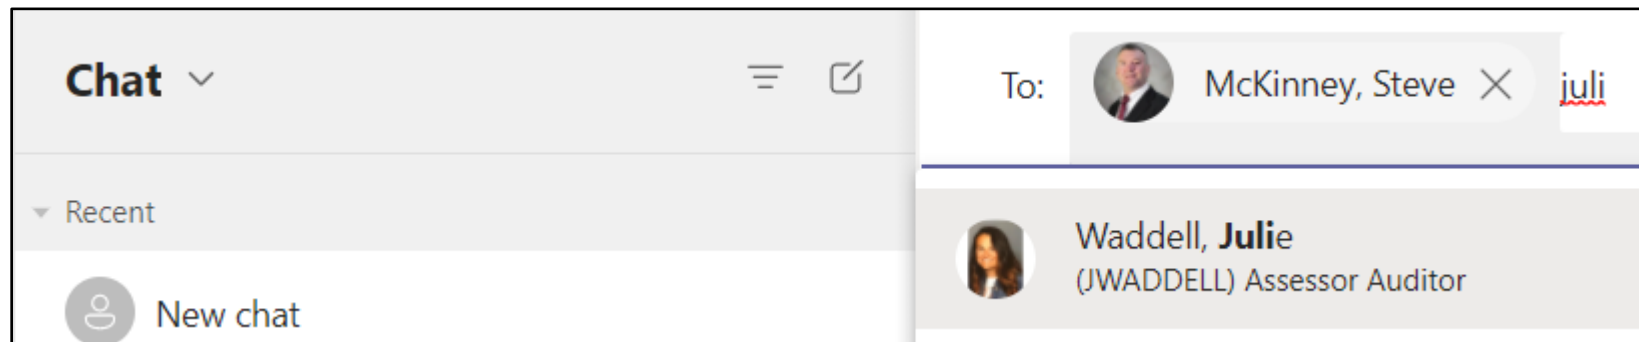 Chat
To: McKinney, Steve juli
Recent
Waddell, Julie
(JWADDELL) Assessor Auditor
New chat